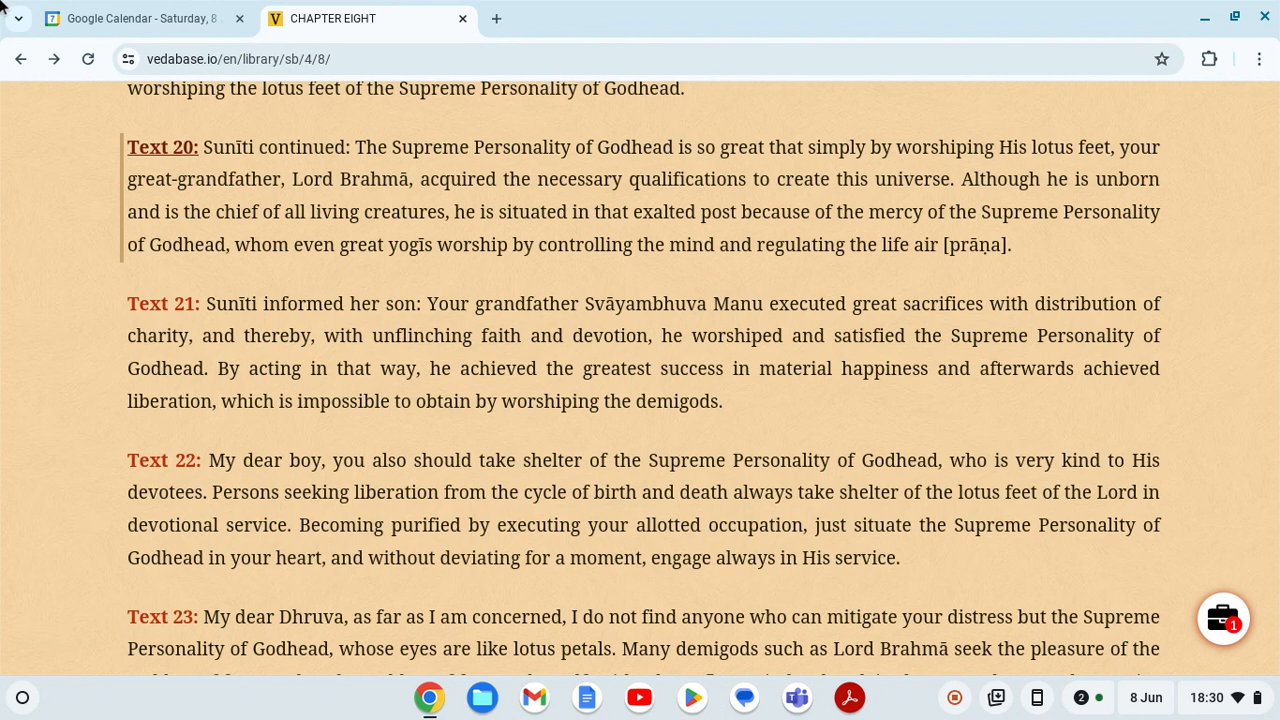 Google Calendar - Saturday, 8
CHAPTER EIGHT
vedabase.io/en/library/sb/4/8/
worshiping the lotus feet of the Supreme Personality of Godhead.
Text 20: Sunīti continued: The Supreme Personality of Godhead is so great that simply by worshiping His lotus feet, your
great-grandfather, Lord Brahmā, acquired the necessary qualifications to create this universe. Although he is unborn
and is the chief of all living creatures, he is situated in that exalted post because of the mercy of the Supreme Personality
of Godhead, whom even great yogīs worship by controlling the mind and regulating the life air [prāṇa].
Text 21: Sunīti informed her son: Your grandfather Svāyambhuva Manu executed great sacrifices with distribution of
charity, and thereby, with unflinching faith and devotion, he worshiped and satisfied the Supreme Personality of
Godhead. By acting in that way, he achieved the greatest success in material happiness and afterwards achieved
liberation, which is impossible to obtain by worshiping the demigods.
Text 22: My dear boy, you also should take shelter of the Supreme Personality of Godhead, who is very kind to His
devotees. Persons seeking liberation from the cycle of birth and death always take shelter of the lotus feet of the Lord in
devotional service. Becoming purified by executing your allotted occupation, just situate the Supreme Personality of
Godhead in your heart, and without deviating for a moment, engage always in His service.
Text 23: My dear Dhruva, as far as I am concerned, I do not find anyone who can mitigate your distress but the Supreme
Personality of Godhead, whose eyes are like lotus petals. Many demigods such as Lord Brahmā seek the pleasure of the
1
2
8 Jun
18:30